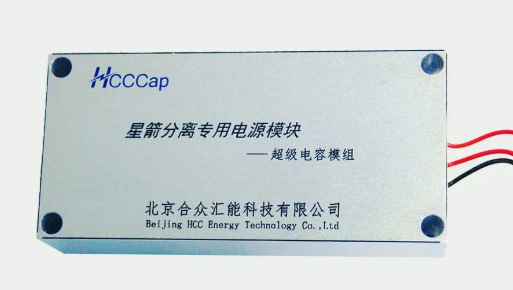 HCCCap
星箭分离专用电源模块
——超级电容模组
北京合众汇能科技有限公司
Beijing HCC Energy Technology Co.,Ltd